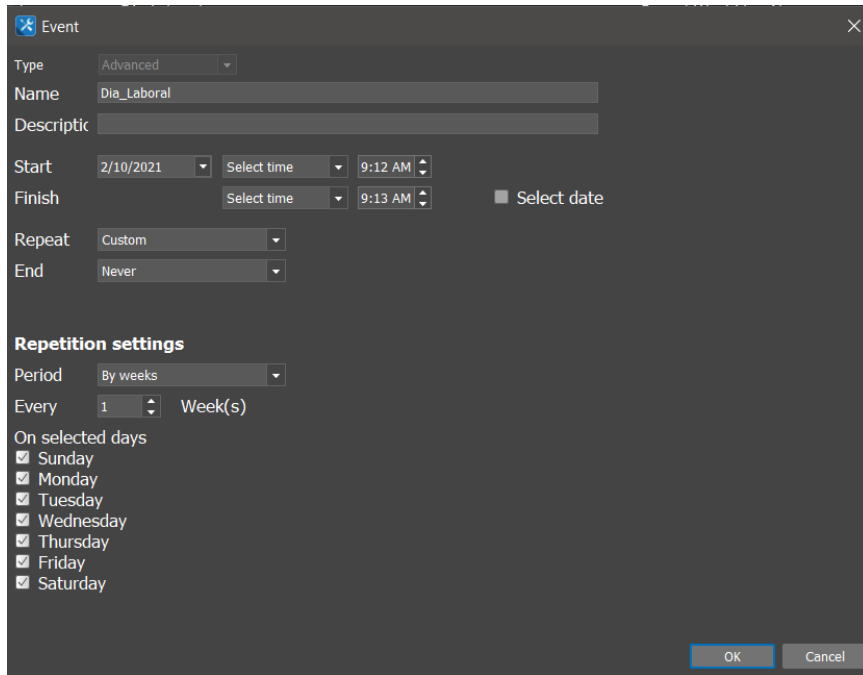 Event
Type Advanced
Name Dia_Laboral
Descriptic
Start 2/10/2021 Select time 9:12 AM
Finish Select time 9:13 AM Select date
Repeat Custom
End Never
Repetition settings
Period By weeks
Every 1 Week(s)
On selected days
Sunday
Monday
Tuesday
Wednesday
Thursday
Friday
Saturday
OK Cancel